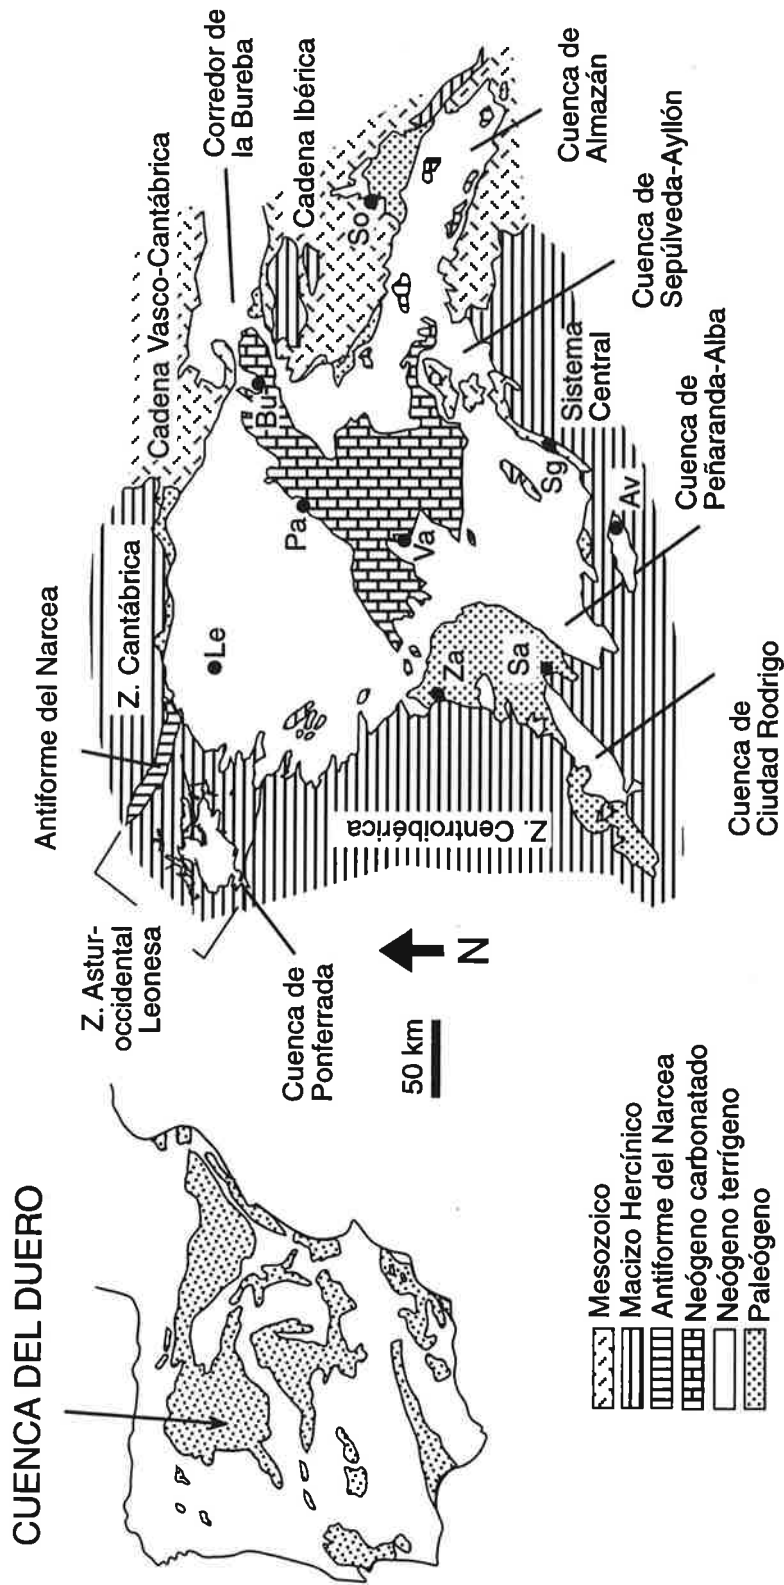 CUENCA DEL DUERO
Z. Astur-
occidental
Leonesa
Antiforme del Narcea
Z. Cantábrica
Cadena Vasco-Cantábrica
Corredor de
la Bureba
Cadena Ibérica
Cuenca de
Ponferrada
Le
Pa
Bu
So
Va
Za
Sa
Sg
Av
Z. Centroibérica
Sistema
Central
Cuenca de
Almazán
Cuenca de
Sepúlveda-Ayllón
Cuenca de
Peñaranda-Alba
Cuenca de
Ciudad Rodrigo
N
50 km
Mesozoico
Macizo Hercínico
Antiforme del Narcea
Neógeno carbonatado
Neógeno terrígeno
Paleógeno